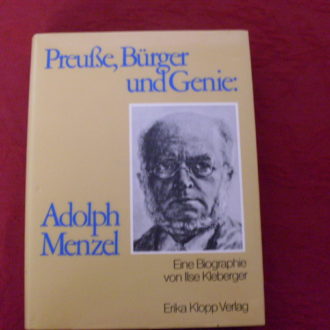 Preuße, Bürger
und Genie:
Adolph
Menzel
Eine Biographie
von Ilse Kleberger
Erika Klopp Verlag